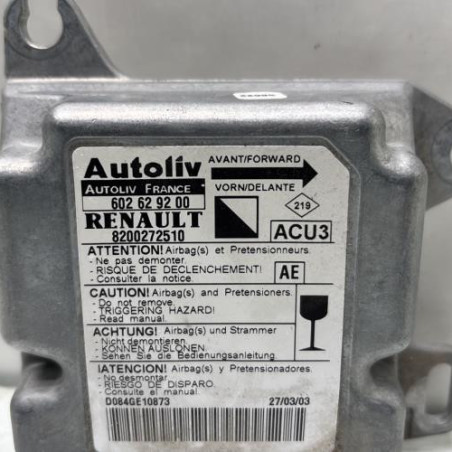 Autoliv
AVANT/FORWARD
AUTOLIV FRANCE
VORN/DELANTE
602 62 92 00
RENAULT
219
8200272510
ACU3
ATTENTION! Airbag(s) et Pretensionneurs.
- Ne pas demonter.
- RISQUE DE DECLENCHEMENT!
- Consulter la notice.
AE
CAUTION! Airbag(s) and Pretensioners.
- Do not remove.
- TRIGGERING HAZARD!
- Read manual.
ACHTUNG! Airbag(s) und Strammer
- Nicht demontieren.
- KÖNNEN AUSLÖSEN.
- Sehen Sie die Bedienungsanleitung.
¡ATENCION! Airbag(s) y Pretensionadores.
- No desmontar.
- RIESGO DE DISPARO.
- Consulte el manual.
D084GE10873
27/03/03